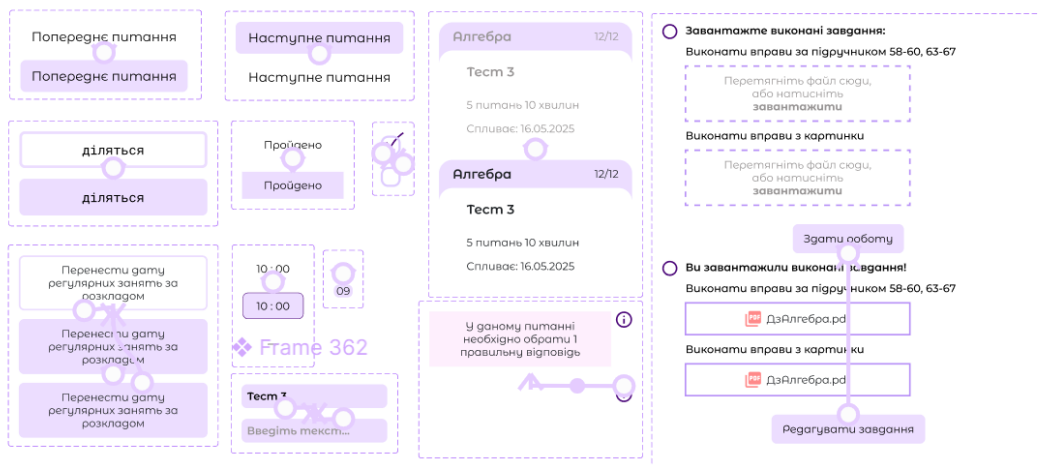 Попереднє питання
Попереднє питання
Наступне питання
Наступне питання
діляться
діляться
Пройдено
Пройдено
Перенести дату
регулярних занять за
розкладом
Перенести дату
регулярних занять за
розкладом
Перенести дату
регулярних занять за
розкладом
10 : 00
10 : 00
09
Frame 362
Тест 3
Введіть текст...
Алгебра 12/12
Тест 3
5 питань 10 хвилин
Спливає: 16.05.2025
Алгебра 12/12
Тест 3
5 питань 10 хвилин
Спливає: 16.05.2025
У даному питанні
необхідно обрати 1
правильну відповідь
Завантажте виконані завдання:
Виконати вправи за підручником 58-60, 63-67
Перетягніть файл сюди,
або натисніть
завантажити
Виконати вправи з картинки
Перетягніть файл сюди,
або натисніть
завантажити
Здати роботу
Ви завантажили виконані завдання!
Виконати вправи за підручником 58-60, 63-67
PDF ДзАлгебра.pd
Виконати вправи з картинки
PDF ДзАлгебра.pd
Редагувати завдання